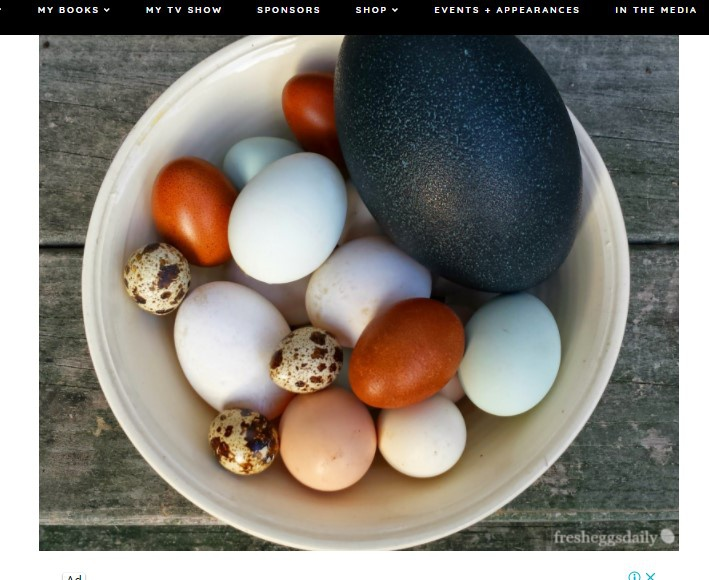 MY BOOKS MY TV SHOW SPONSORS SHOP EVENTS + APPEARANCES IN THE MEDIA
fresheggsdaily
Ad